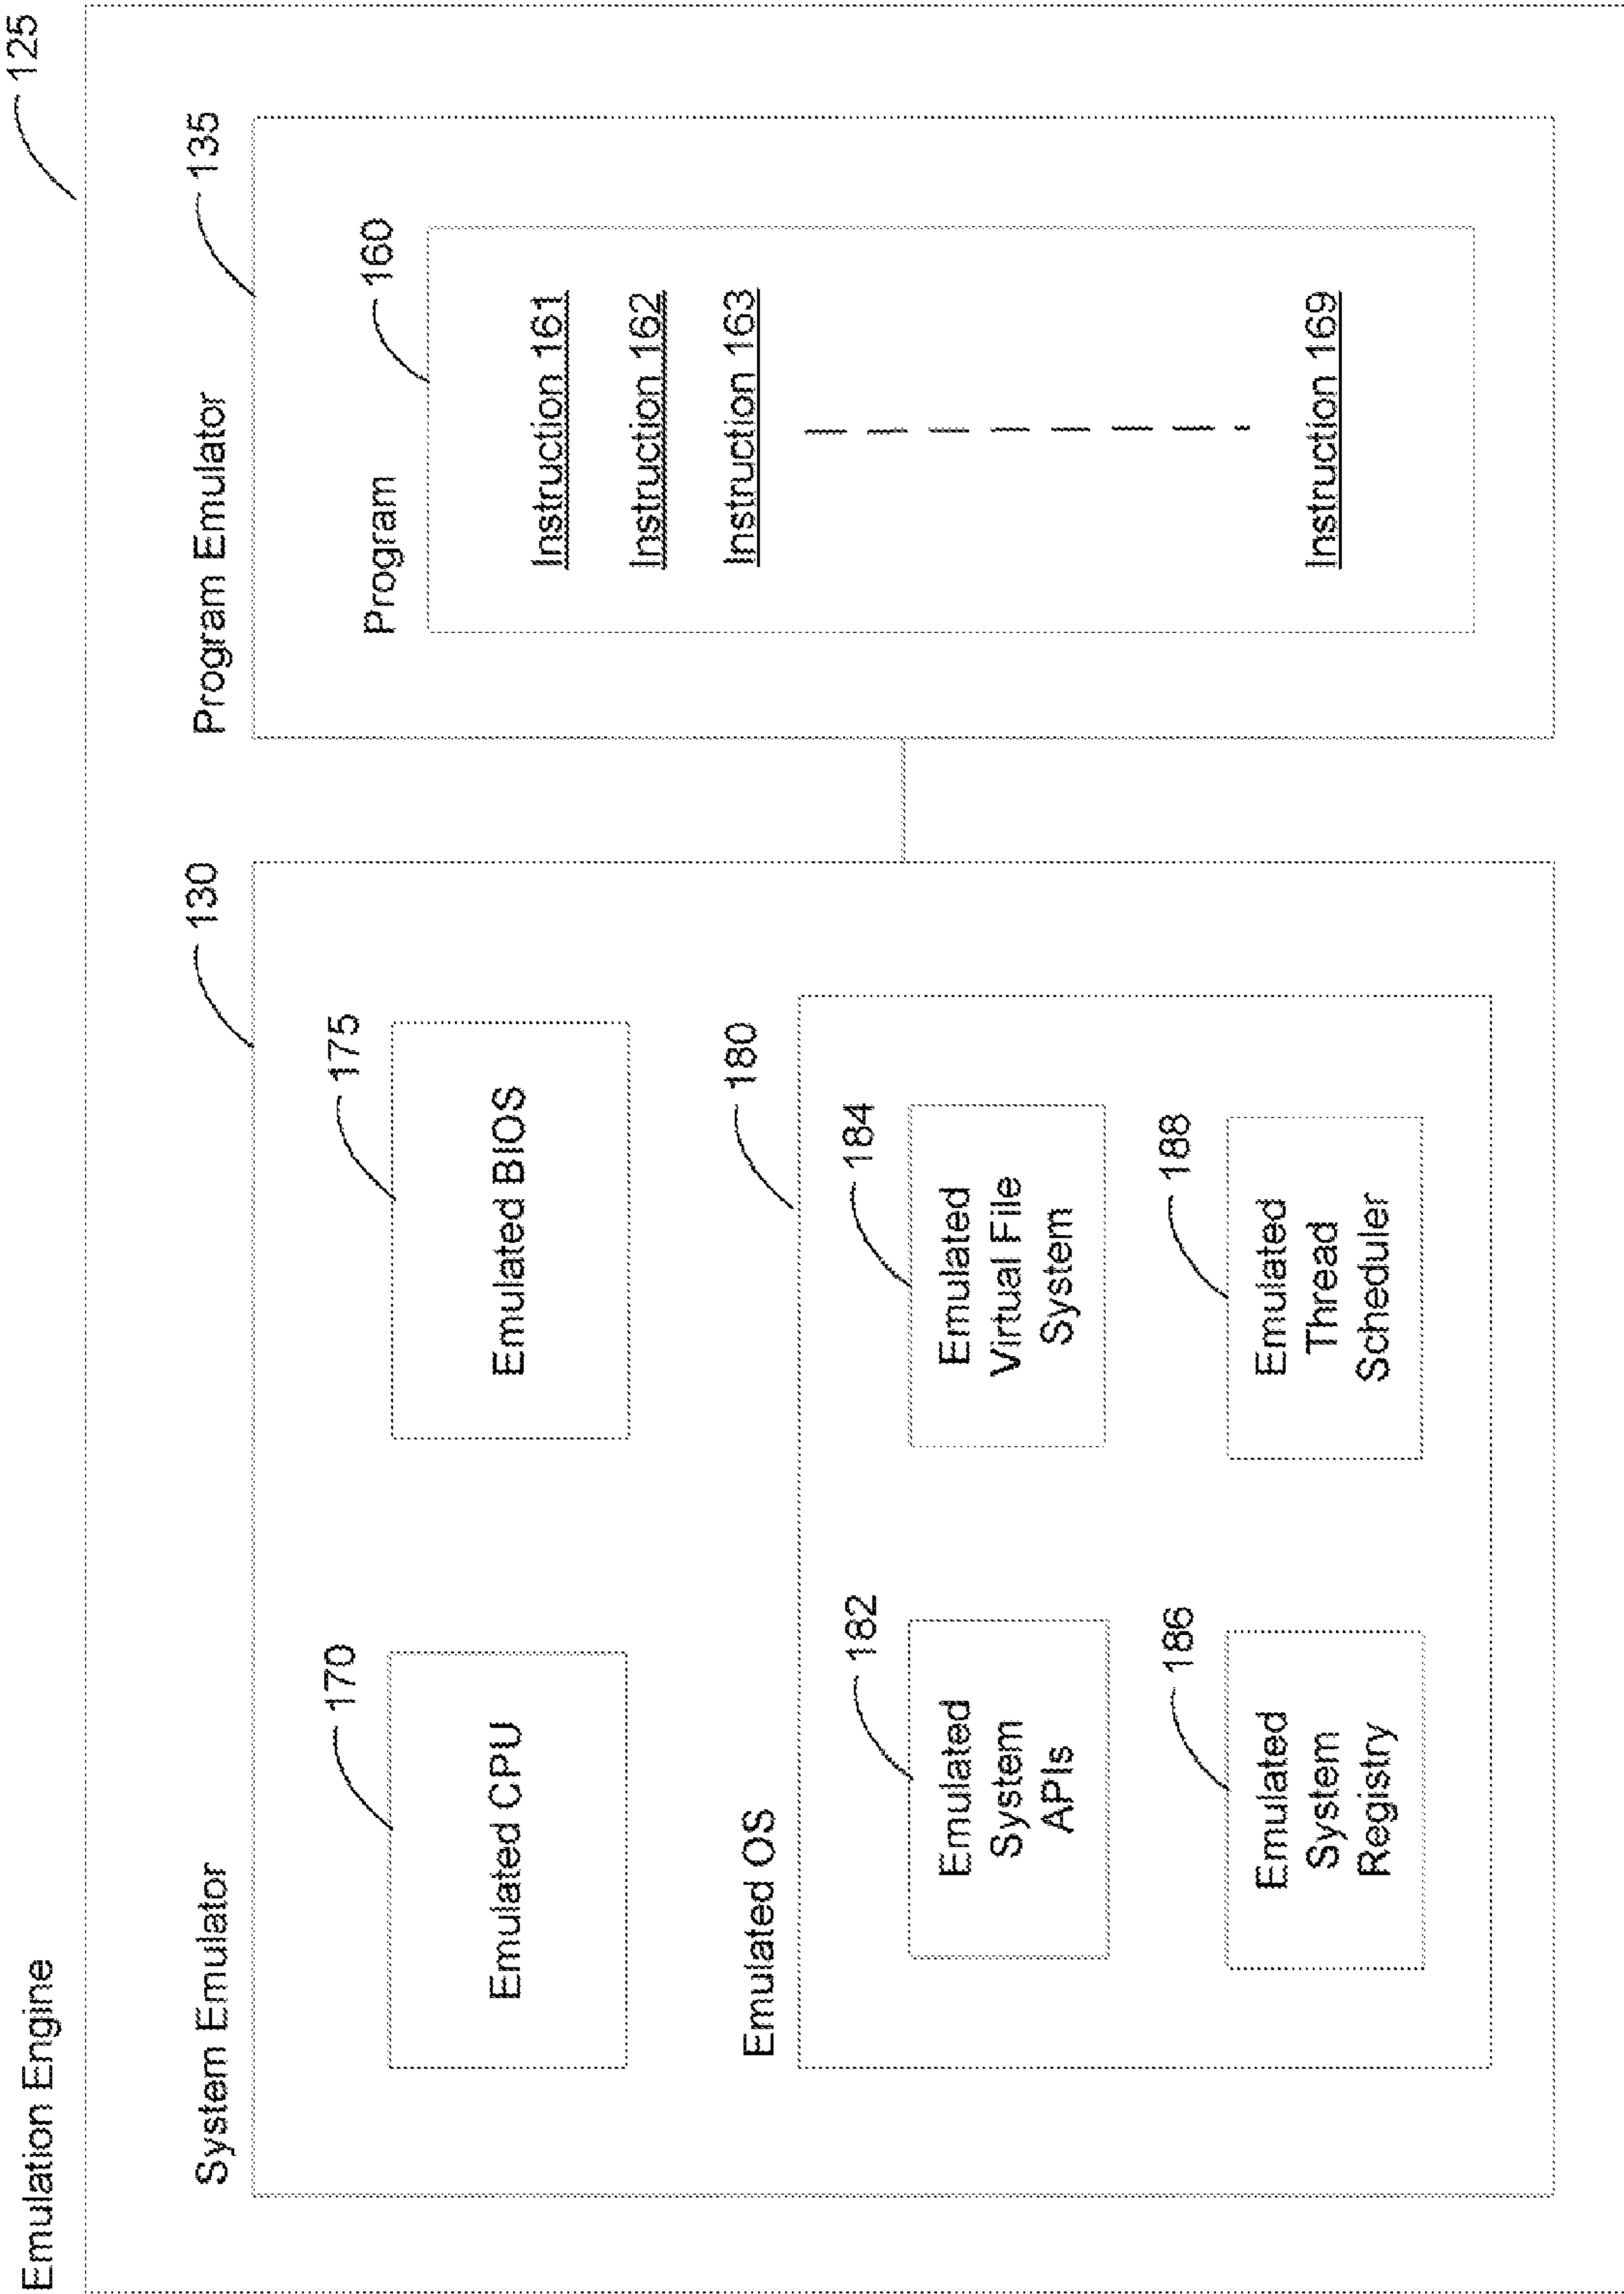 Emulation Engine
125
System Emulator
130
Emulated CPU
170
Emulated BIOS
175
Emulated OS
180
Emulated
System
APIs
182
Emulated
Virtual File
System
184
Emulated
System
Registry
186
Emulated
Thread
Scheduler
188
Program Emulator
135
Program
160
Instruction 161
Instruction 162
Instruction 163
Instruction 169